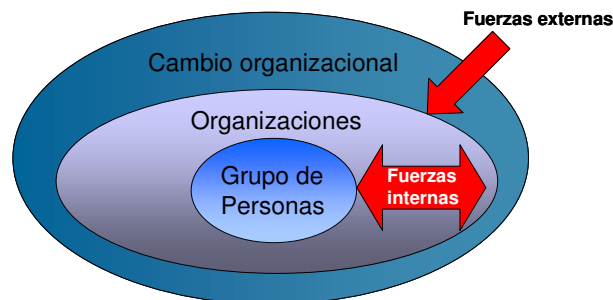 Fuerzas externas
Cambio organizacional
Organizaciones
Grupo de
Personas
Fuerzas
internas